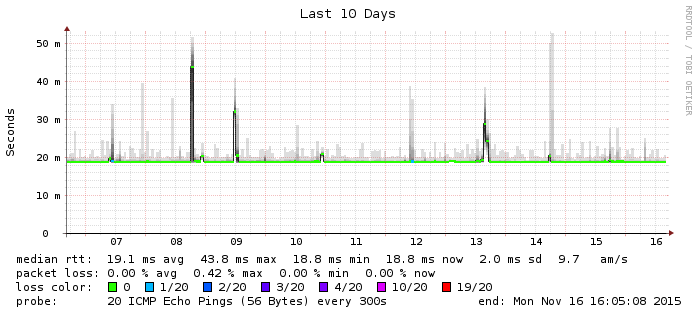 Last 10 Days
RRDTOOL / TOBI OETIKER
Seconds
50 m
40 m
30 m
20 m
10 m
0
07 08 09 10 11 12 13 14 15 16
median rtt: 19.1 ms avg 43.8 ms max 18.8 ms min 18.8 ms now 2.0 ms sd 9.7 am/s
packet loss: 0.00 % avg 0.42 % max 0.00 % min 0.00 % now
loss color: 0 1/20 2/20 3/20 4/20 10/20 19/20
probe: 20 ICMP Echo Pings (56 Bytes) every 300s end: Mon Nov 16 16:05:08 2015